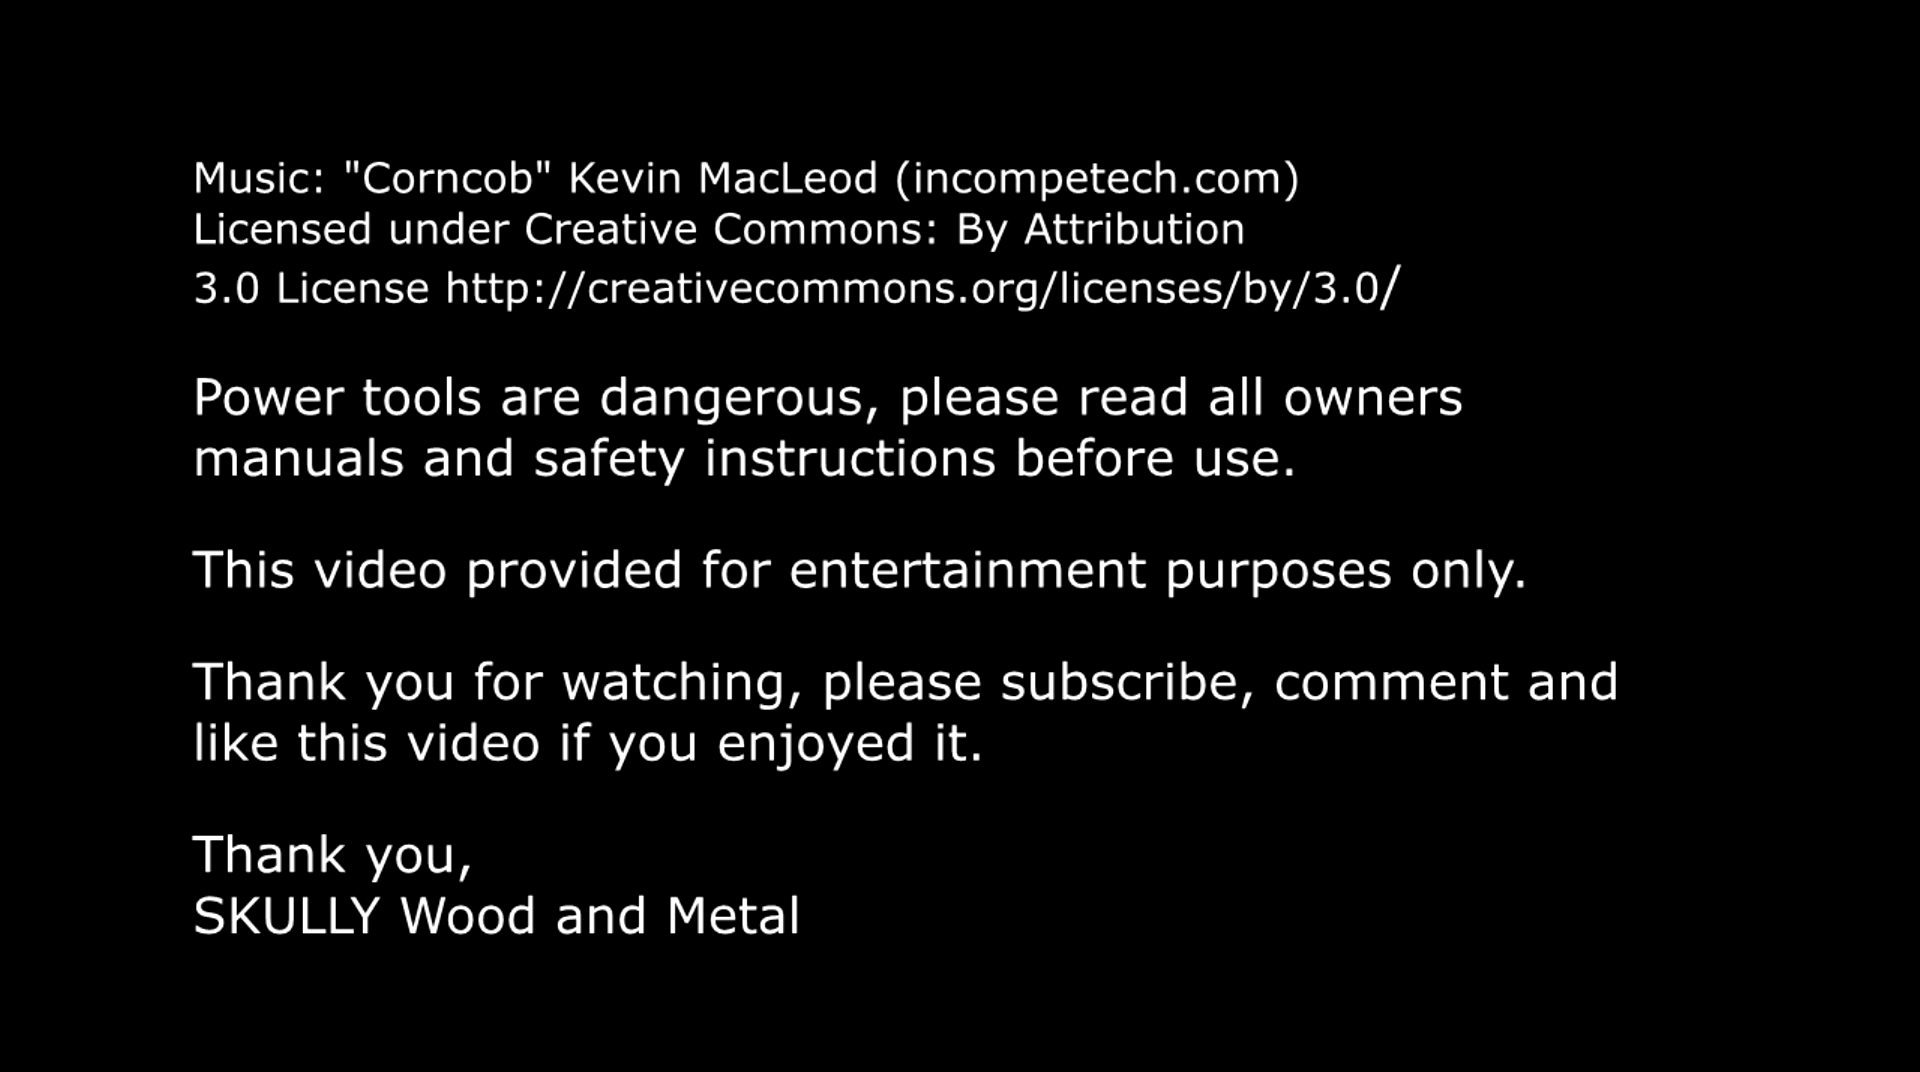 Music: "Corncob" Kevin MacLeod (incompetech.com)
Licensed under Creative Commons: By Attribution
3.0 License http://creativecommons.org/licenses/by/3.0/
Power tools are dangerous, please read all owners
manuals and safety instructions before use.
This video provided for entertainment purposes only.
Thank you for watching, please subscribe, comment and
like this video if you enjoyed it.
Thank you,
SKULLY Wood and Metal